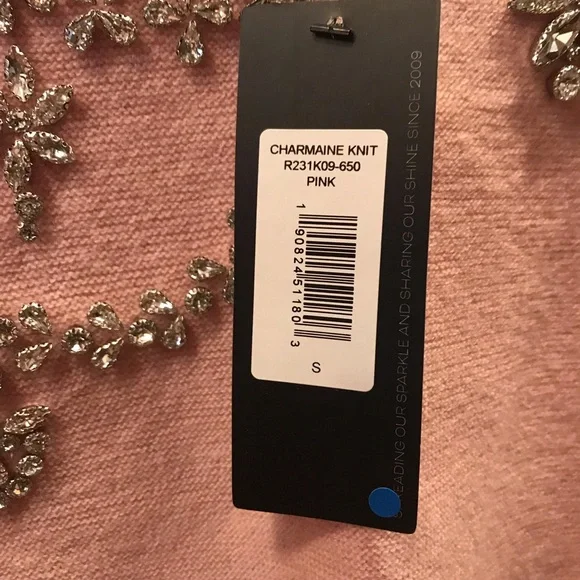 CHARMAINE KNIT
R231K09-650
PINK
1 90824 51180 3
S
SPREADING OUR SPARKLE AND SHARING OUR SHINE SINCE 2009